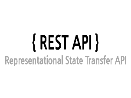 { REST API }
Representational State Transfer API